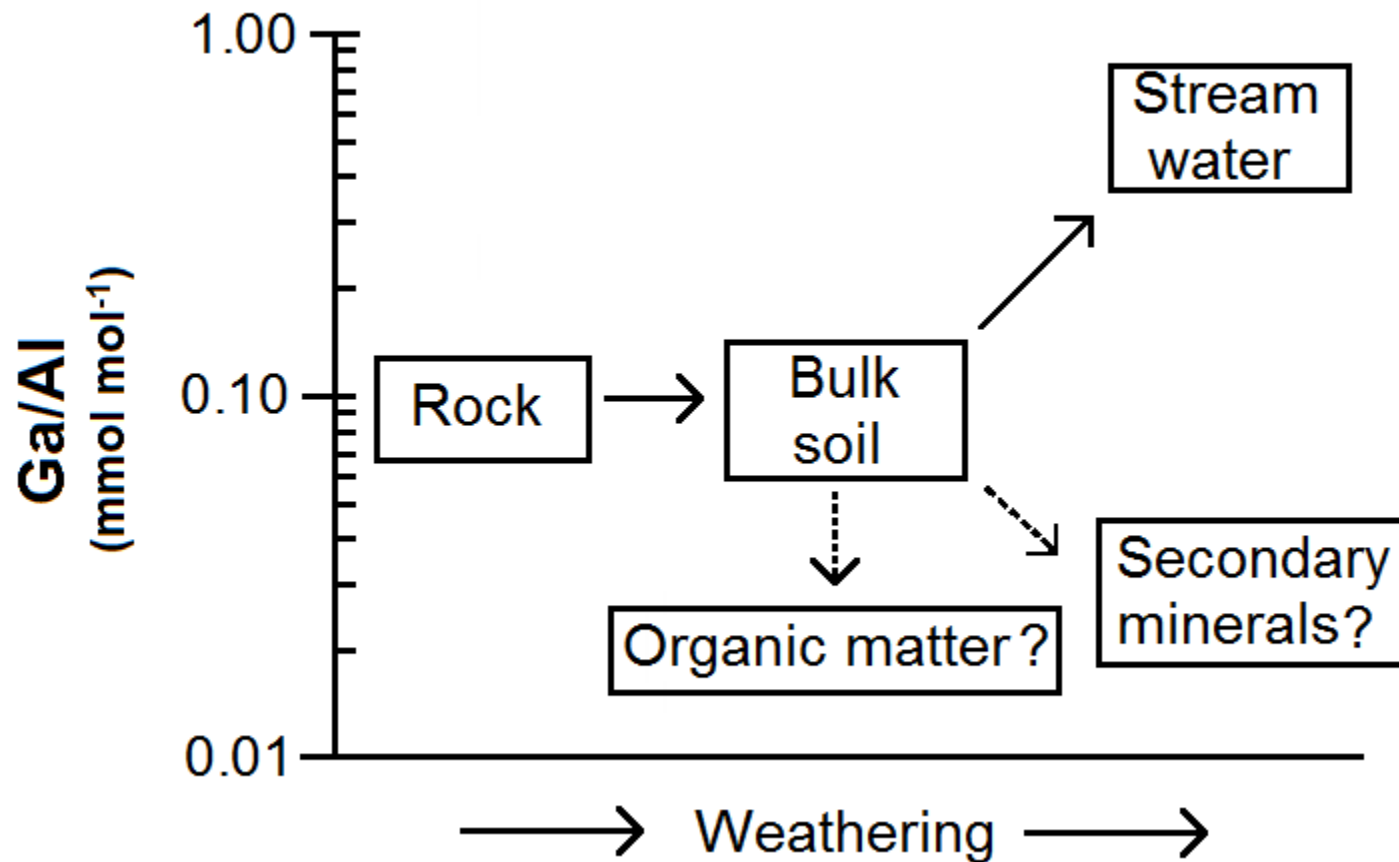 1.00
0.10
0.01
Ga/Al
(mmol mol⁻¹)
Rock
Bulk
soil
Stream
water
Organic matter ?
Secondary
minerals?
Weathering